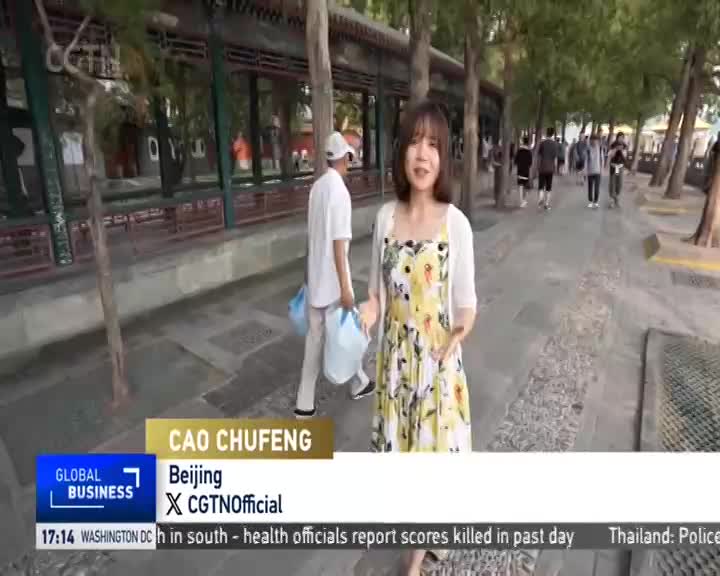 CGTN
CAO CHUFENG
Beijing
X CGTNOfficial
GLOBAL
BUSINESS
17:14 WASHINGTON DC
h in south - health officials report scores killed in past day Thailand: Police